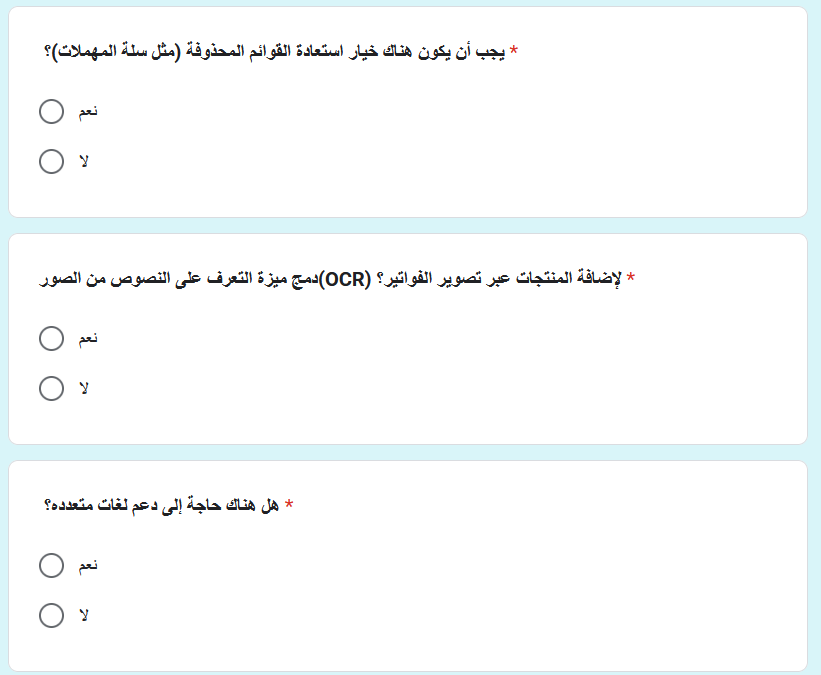 يجب أن يكون هناك خيار استعادة القوائم المحذوفة (مثل سلة المهملات)؟ *
نعم
لا
لإضافة المنتجات عبر تصوير الفواتير؟ (OCR)دمج ميزة التعرف على النصوص من الصور *
نعم
لا
هل هناك حاجة إلى دعم لغات متعدده؟ *
نعم
لا